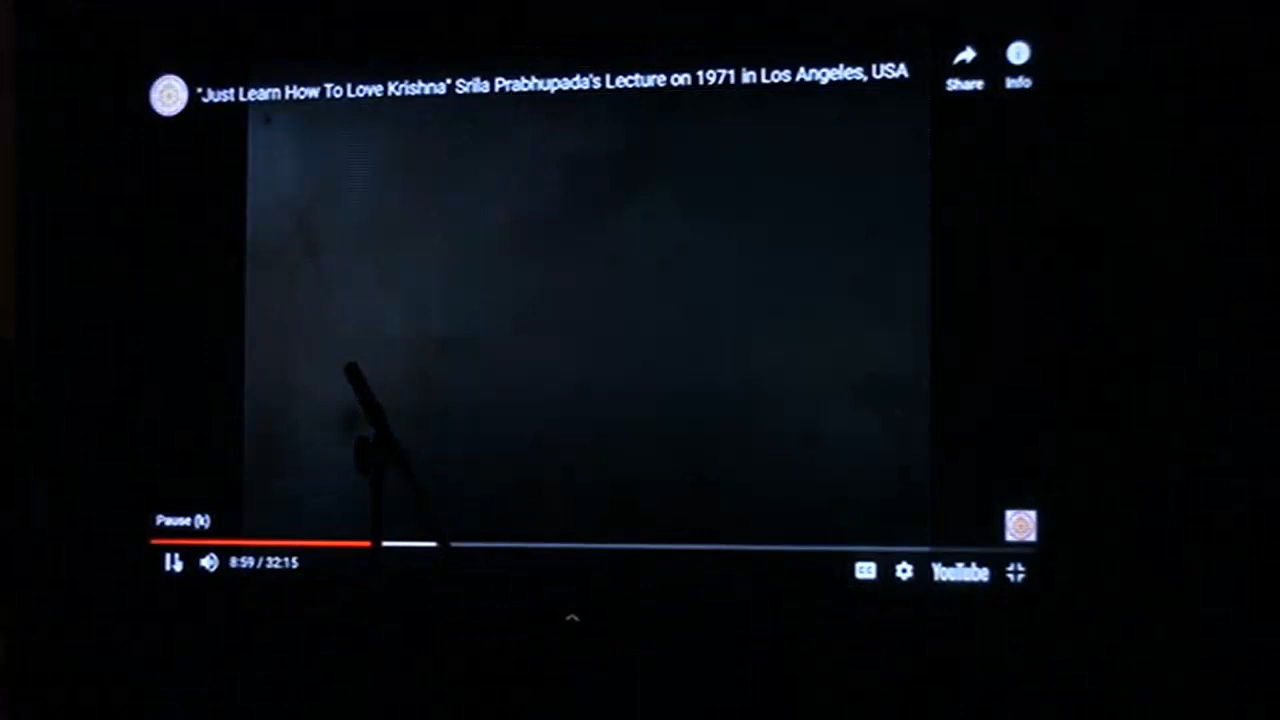 "Just Learn How To Love Krishna" Srila Prabhupada's Lecture on 1971 in Los Angeles, USA
Share
Info
Pause (k)
8:59 / 32:15
CC
YouTube